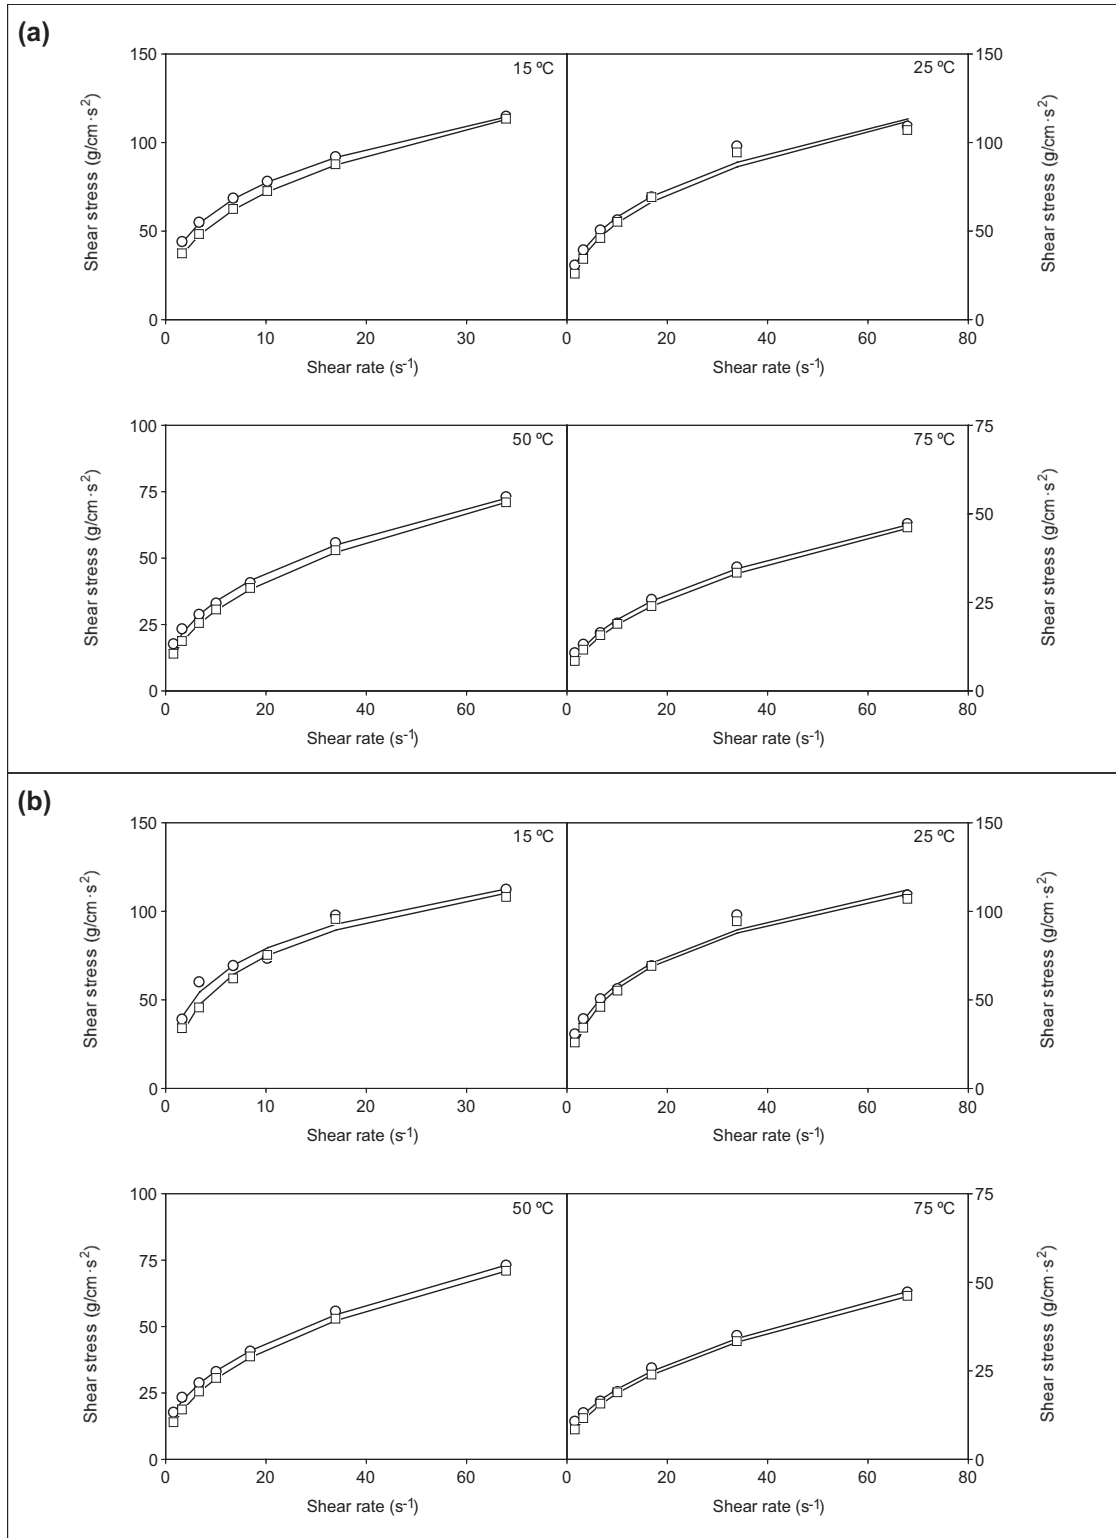 (a)
150
100
50
0
Shear stress (g/cm·s²)
15 ºC
0 10 20 30
Shear rate (s⁻¹)
25 ºC
150
100
50
0
Shear stress (g/cm·s²)
0 20 40 60 80
Shear rate (s⁻¹)
100
75
50
25
0
Shear stress (g/cm·s²)
50 ºC
0 20 40 60
Shear rate (s⁻¹)
75 ºC
75
50
25
0
Shear stress (g/cm·s²)
0 20 40 60 80
Shear rate (s⁻¹)
(b)
150
100
50
0
Shear stress (g/cm·s²)
15 ºC
0 10 20 30
Shear rate (s⁻¹)
25 ºC
150
100
50
0
Shear stress (g/cm·s²)
0 20 40 60 80
Shear rate (s⁻¹)
100
75
50
25
0
Shear stress (g/cm·s²)
50 ºC
0 20 40 60
Shear rate (s⁻¹)
75 ºC
75
50
25
0
Shear stress (g/cm·s²)
0 20 40 60 80
Shear rate (s⁻¹)